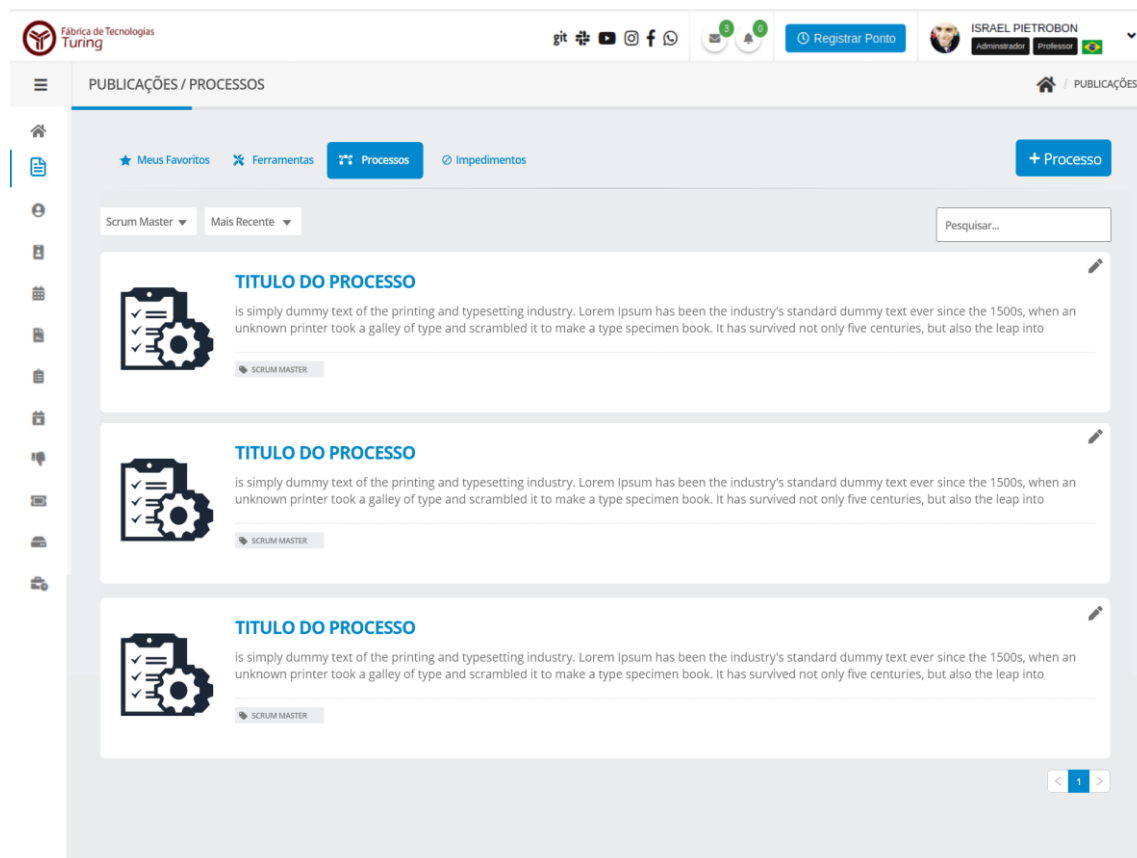 Fábrica de Tecnologias
Turing
git
3
0
Registrar Ponto
ISRAEL PIETROBON
Adminstrador Professor
PUBLICAÇÕES / PROCESSOS
/ PUBLICAÇÕES
Meus Favoritos Ferramentas Processos Impedimentos
+ Processo
Scrum Master Mais Recente
Pesquisar...
TITULO DO PROCESSO
is simply dummy text of the printing and typesetting industry. Lorem Ipsum has been the industry's standard dummy text ever since the 1500s, when an
unknown printer took a galley of type and scrambled it to make a type specimen book. It has survived not only five centuries, but also the leap into
SCRUM MASTER
TITULO DO PROCESSO
is simply dummy text of the printing and typesetting industry. Lorem Ipsum has been the industry's standard dummy text ever since the 1500s, when an
unknown printer took a galley of type and scrambled it to make a type specimen book. It has survived not only five centuries, but also the leap into
SCRUM MASTER
TITULO DO PROCESSO
is simply dummy text of the printing and typesetting industry. Lorem Ipsum has been the industry's standard dummy text ever since the 1500s, when an
unknown printer took a galley of type and scrambled it to make a type specimen book. It has survived not only five centuries, but also the leap into
SCRUM MASTER
< 1 >